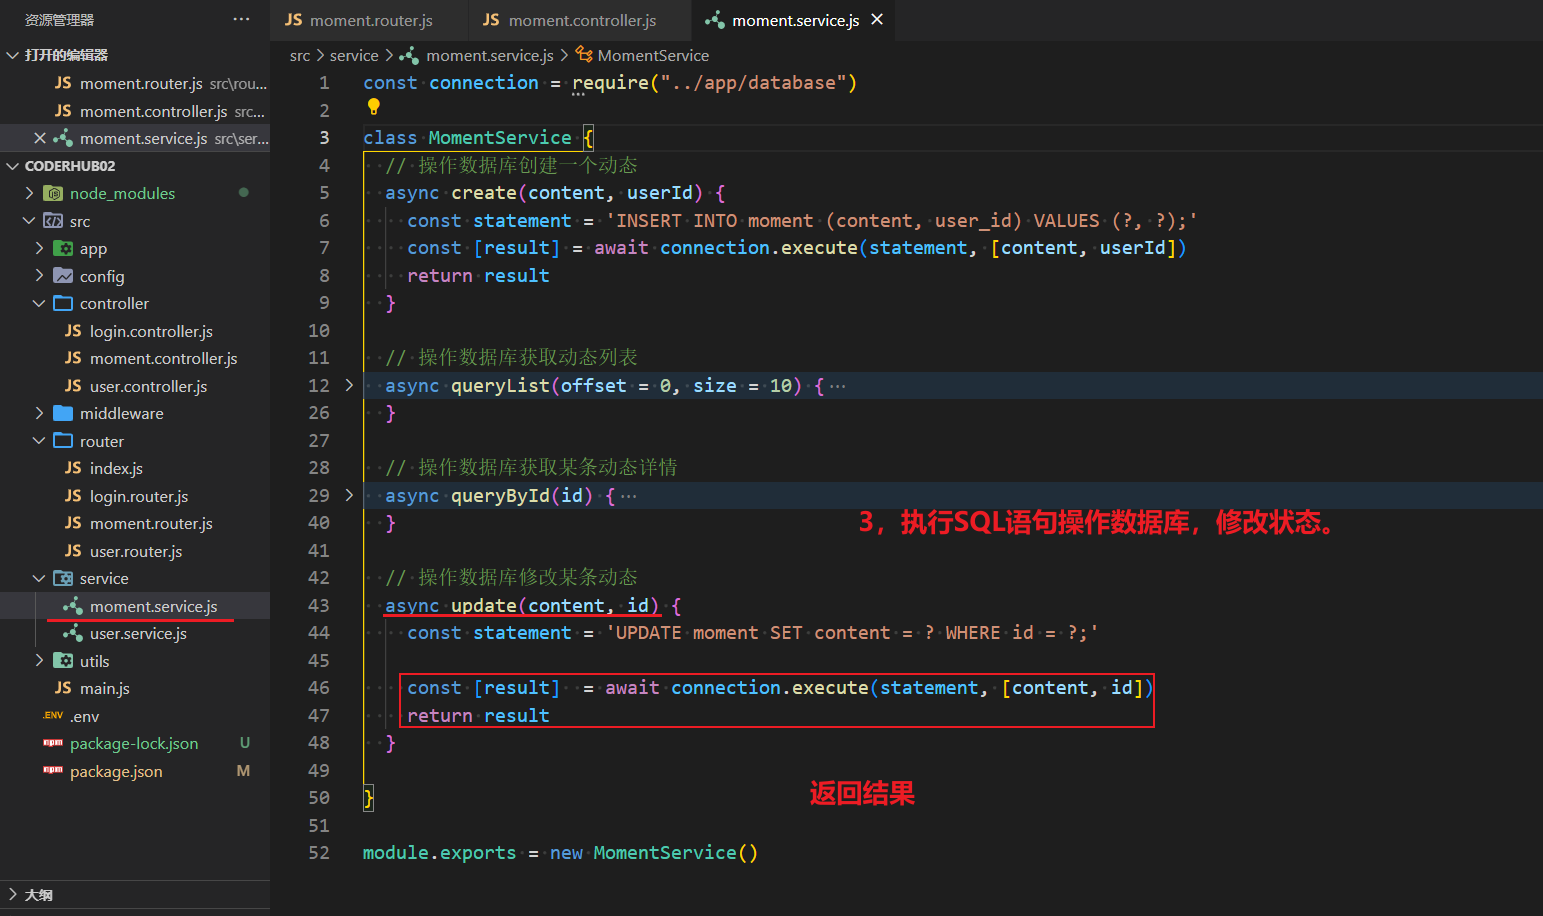 资源管理器
打开的编辑器
JS moment.router.js src\rou...
JS moment.controller.js src...
moment.service.js src\ser...
CODERHUB02
node_modules
src
app
config
controller
JS login.controller.js
JS moment.controller.js
JS user.controller.js
middleware
router
JS index.js
JS login.router.js
JS moment.router.js
JS user.router.js
service
moment.service.js
user.service.js
utils
JS main.js
.ENV .env
npm package-lock.json U
npm package.json M
大纲
JS moment.router.js
JS moment.controller.js
moment.service.js
src > service > moment.service.js > MomentService
1 const connection = require("../app/database")
2
3 class MomentService {
4 // 操作数据库创建一个动态
5 async create(content, userId) {
6 const statement = 'INSERT INTO moment (content, user_id) VALUES (?, ?);'
7 const [result] = await connection.execute(statement, [content, userId])
8 return result
9 }
10
11 // 操作数据库获取动态列表
12 async queryList(offset = 0, size = 10) { ...
26 }
27
28 // 操作数据库获取某条动态详情
29 async queryById(id) { ...
40 }
3，执行SQL语句操作数据库，修改状态。
41
42 // 操作数据库修改某条动态
43 async update(content, id) {
44 const statement = 'UPDATE moment SET content = ? WHERE id = ?;'
45
46 const [result] = await connection.execute(statement, [content, id])
47 return result
48 }
49
50 }
返回结果
51
52 module.exports = new MomentService()